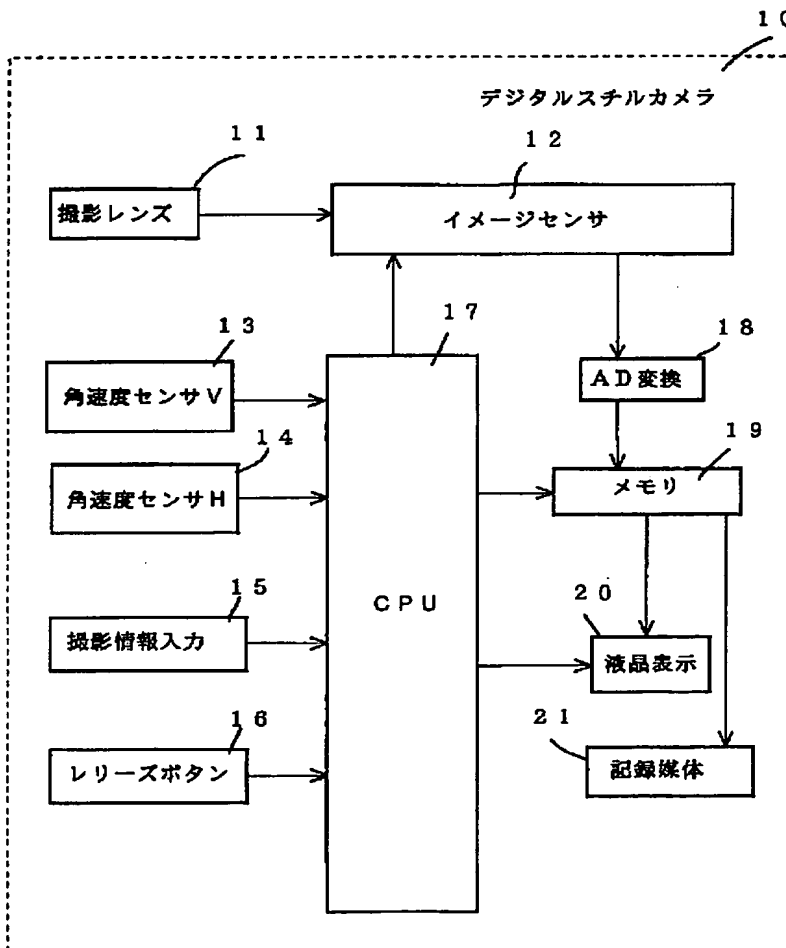 １０
デジタルスチルカメラ
１１
１２
撮影レンズ
イメージセンサ
１３
１７
１８
角速度センサＶ
ＡＤ変換
１４
１９
角速度センサＨ
メモリ
ＣＰＵ
１５
２０
撮影情報入力
液晶表示
１６
２１
レリーズボタン
記録媒体